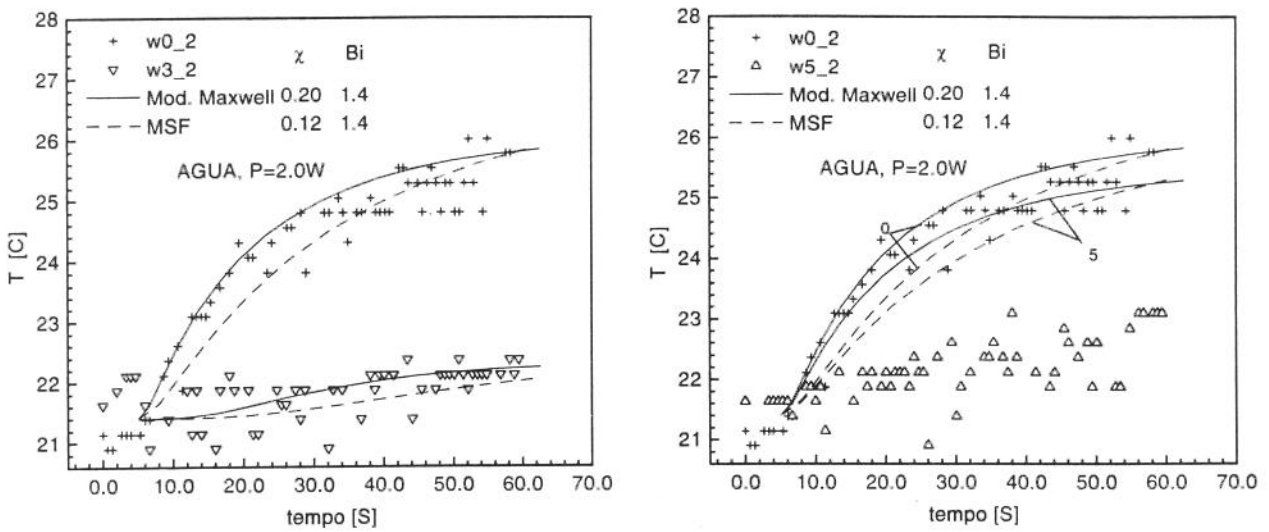 28
27
26
25
24
23
22
21
T [C]
0.0 10.0 20.0 30.0 40.0 50.0 60.0 70.0
tempo [S]
w0_2
w3_2
χ Bi
Mod. Maxwell 0.20 1.4
MSF 0.12 1.4
AGUA, P=2.0W
28
27
26
25
24
23
22
21
T [C]
0.0 10.0 20.0 30.0 40.0 50.0 60.0 70.0
tempo [S]
w0_2
w5_2
χ Bi
Mod. Maxwell 0.20 1.4
MSF 0.12 1.4
AGUA, P=2.0W
0
5